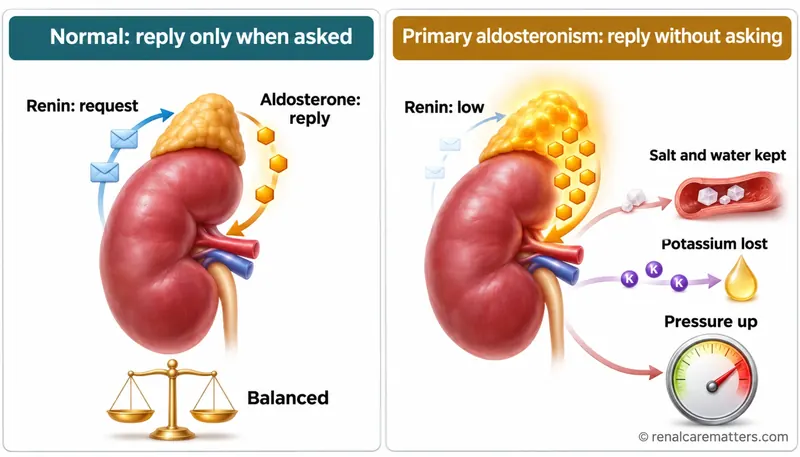 Normal: reply only when asked
Renin: request
Aldosterone:
reply
Balanced
Primary aldosteronism: reply without asking
Renin: low
Salt and water kept
Potassium lost
K
K
K
Pressure up
© renalcarematters.com